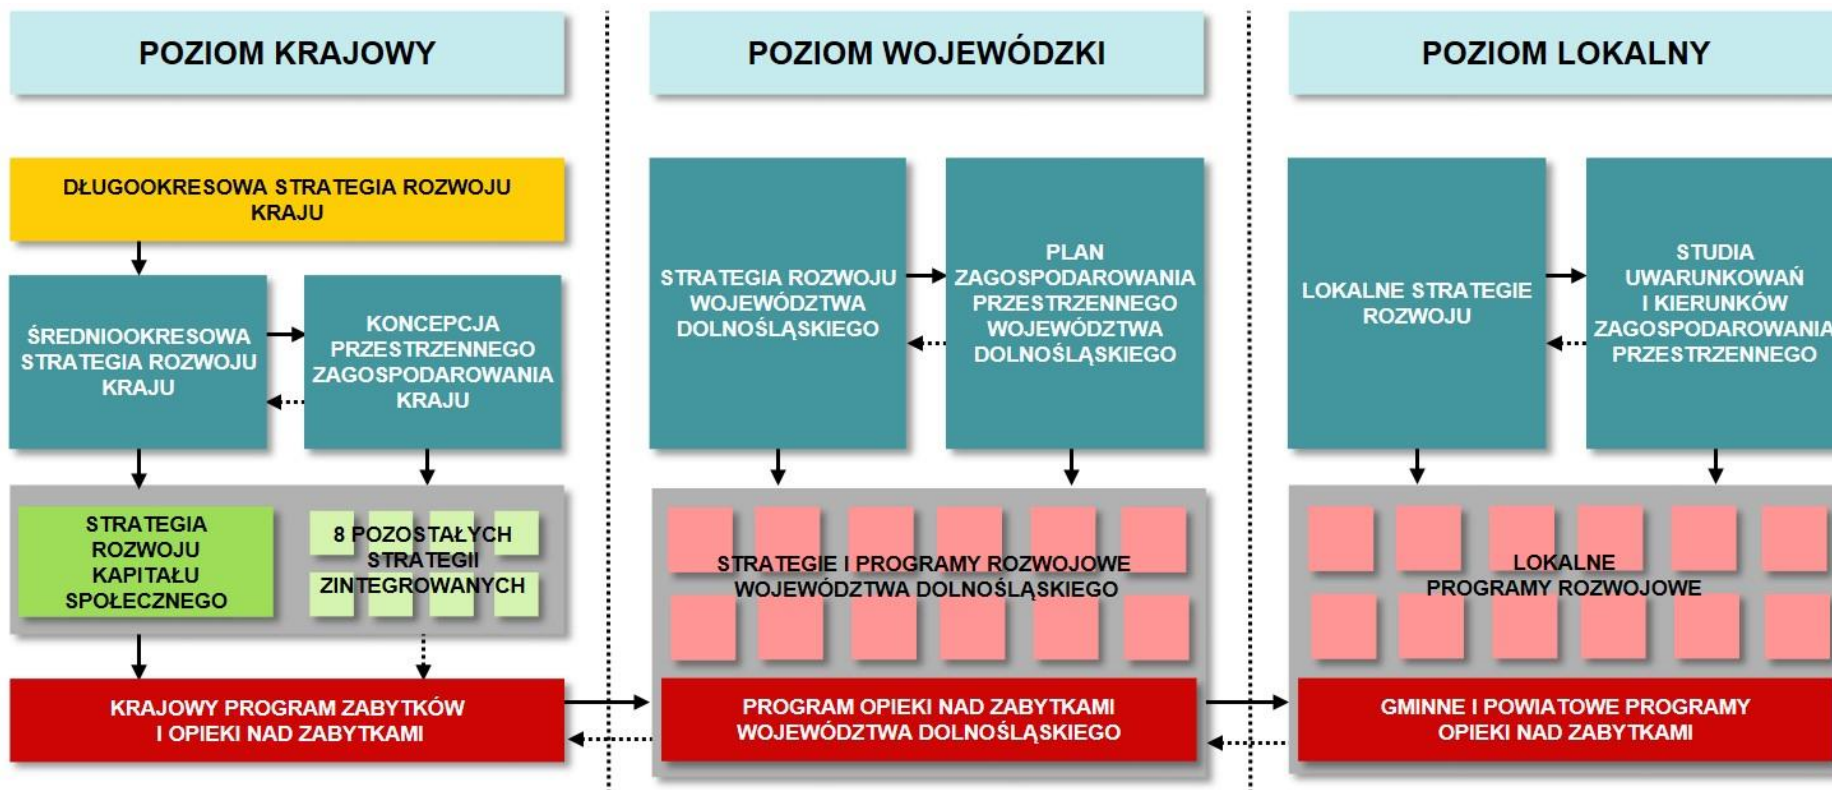 POZIOM KRAJOWY
DŁUGOOKRESOWA STRATEGIA ROZWOJU
KRAJU
ŚREDNIOOKRESOWA
STRATEGIA ROZWOJU
KRAJU
KONCEPCJA
PRZESTRZENNEGO
ZAGOSPODAROWANIA
KRAJU
STRATEGIA
ROZWOJU
KAPITAŁU
SPOŁECZNEGO
8 POZOSTAŁYCH
STRATEGII
ZINTEGROWANYCH
KRAJOWY PROGRAM ZABYTKÓW
I OPIEKI NAD ZABYTKAMI
POZIOM WOJEWÓDZKI
STRATEGIA ROZWOJU
WOJEWÓDZTWA
DOLNOŚLĄSKIEGO
PLAN
ZAGOSPODAROWANIA
PRZESTRZENNEGO
WOJEWÓDZTWA
DOLNOŚLĄSKIEGO
STRATEGIE I PROGRAMY ROZWOJOWE
WOJEWÓDZTWA DOLNOŚLĄSKIEGO
PROGRAM OPIEKI NAD ZABYTKAMI
WOJEWÓDZTWA DOLNOŚLĄSKIEGO
POZIOM LOKALNY
LOKALNE STRATEGIE
ROZWOJU
STUDIA
UWARUNKOWAŃ
I KIERUNKÓW
ZAGOSPODAROWANIA
PRZESTRZENNEGO
LOKALNE
PROGRAMY ROZWOJOWE
GMINNE I POWIATOWE PROGRAMY
OPIEKI NAD ZABYTKAMI